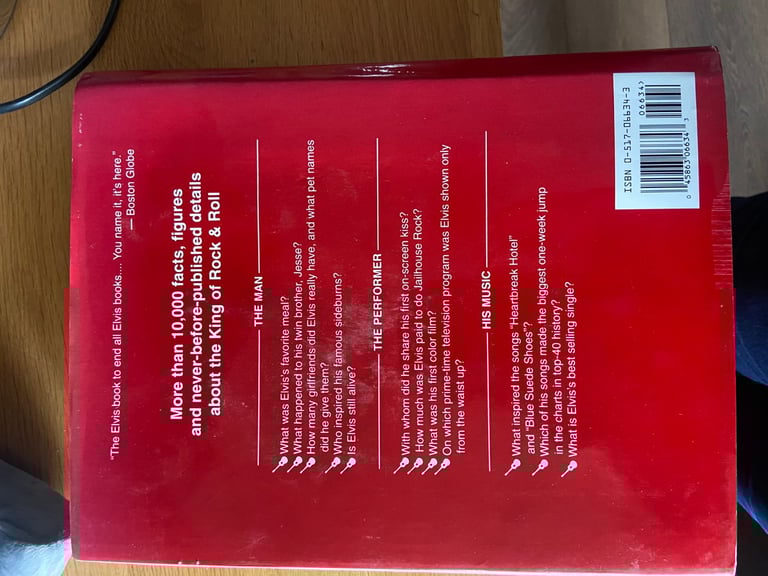 "The Elvis book to end all Elvis books.... You name it, it's here."
— Boston Globe
More than 10,000 facts, figures
and never-before-published details
about the King of Rock & Roll
THE MAN
What was Elvis's favorite meal?
What happened to his twin brother, Jesse?
How many girlfriends did Elvis really have, and what pet names
did he give them?
Who inspired his famous sideburns?
Is Elvis still alive?
THE PERFORMER
With whom did he share his first on-screen kiss?
How much was Elvis paid to do Jailhouse Rock?
What was his first color film?
On which prime-time television program was Elvis shown only
from the waist up?
HIS MUSIC
What inspired the songs "Heartbreak Hotel"
and "Blue Suede Shoes"?
Which of his songs made the biggest one-week jump
in the charts in top-40 history?
What is Elvis's best selling single?
ISBN 0-517-06634-3
06634>
0 45863 06634 3